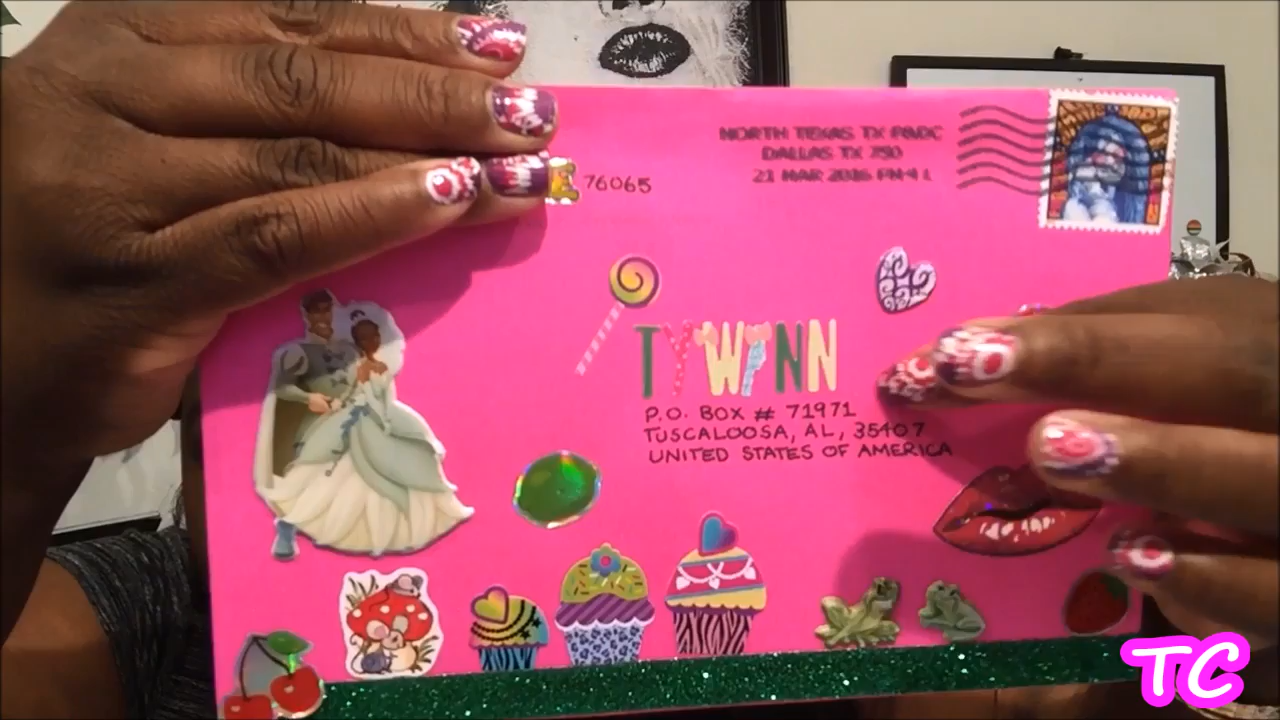 NORTH TEXAS TX P&DC
DALLAS TX 750
21 MAR 2016 PM 4 L
E 76065
TYWINN
P.O. BOX # 71971
TUSCALOOSA, AL, 35407
UNITED STATES OF AMERICA
TC